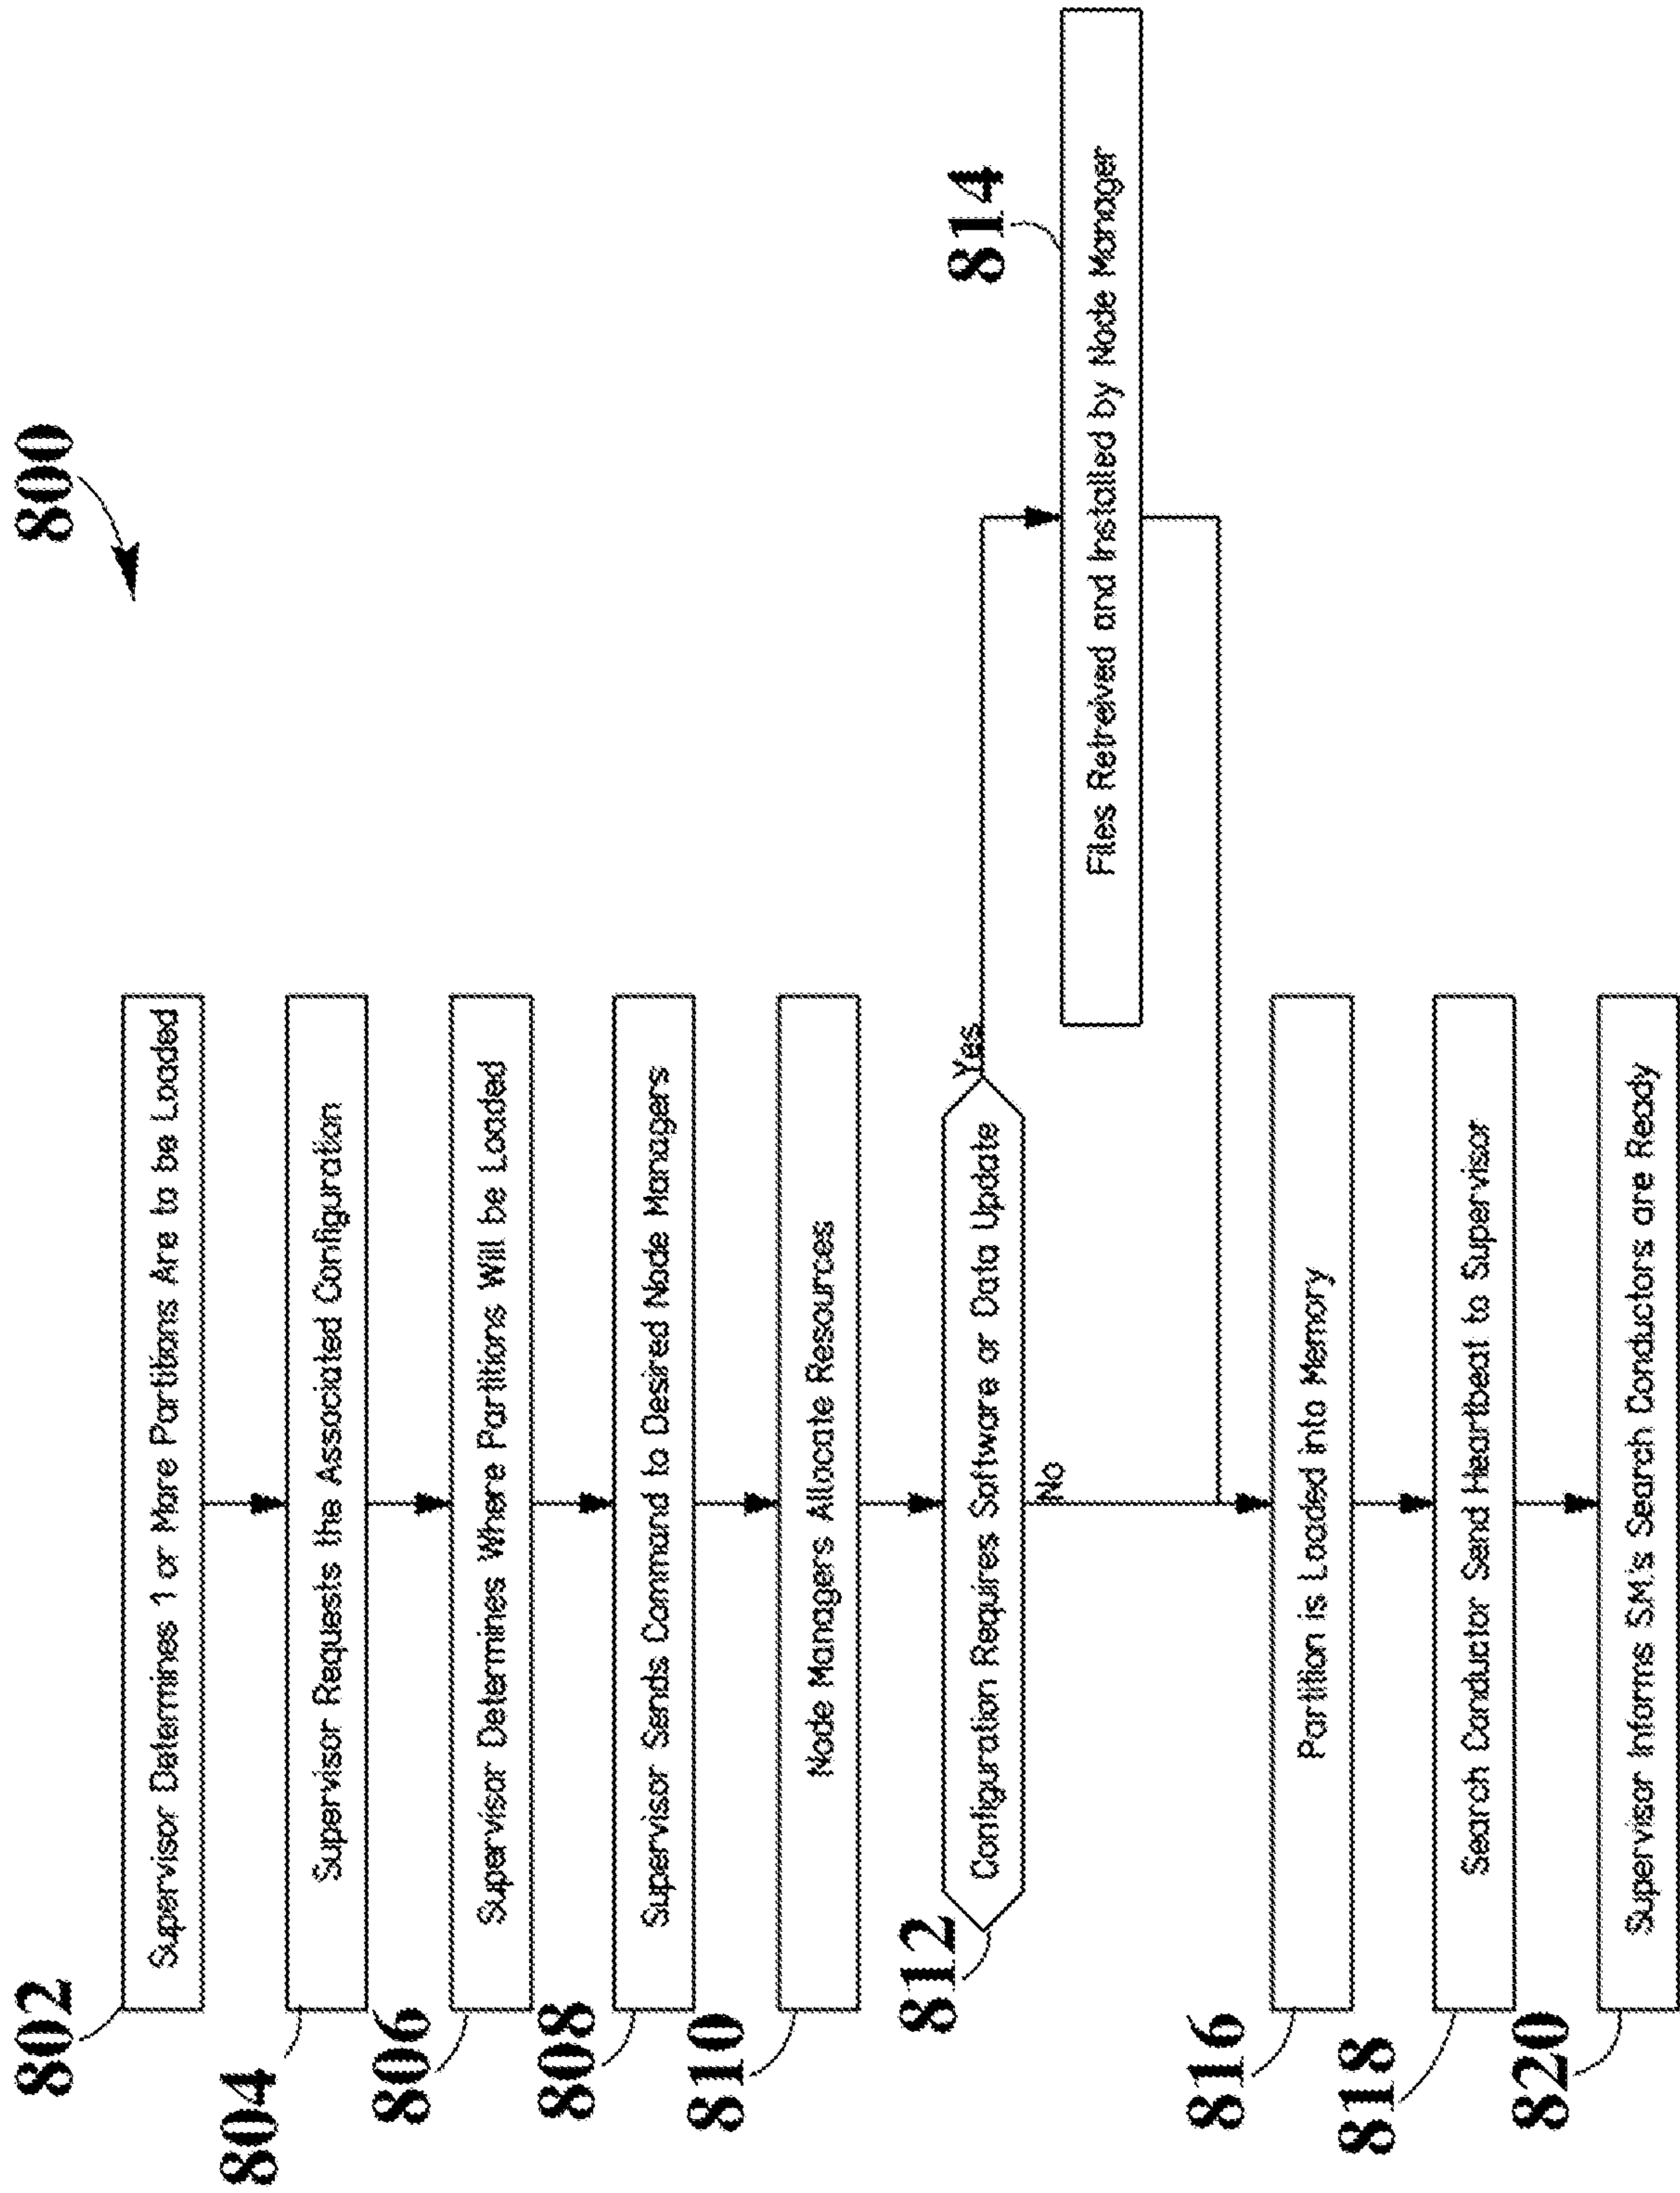 800
802
Supervisor Determines 1 or More Partitions Are to be Loaded
804
Supervisor Requests the Associated Configuration
806
Supervisor Determines Where Partitions Will be Loaded
808
Supervisor Sends Command to Desired Node Managers
810
Node Managers Allocate Resources
812
Configuration Requires Software or Data Update
Yes
814
Files Retreived and Installed by Node Manager
No
816
Partition is Loaded into Memory
818
Search Conductor Send Heartbeat to Supervisor
820
Supervisor Informs SM's Search Conductors are Ready